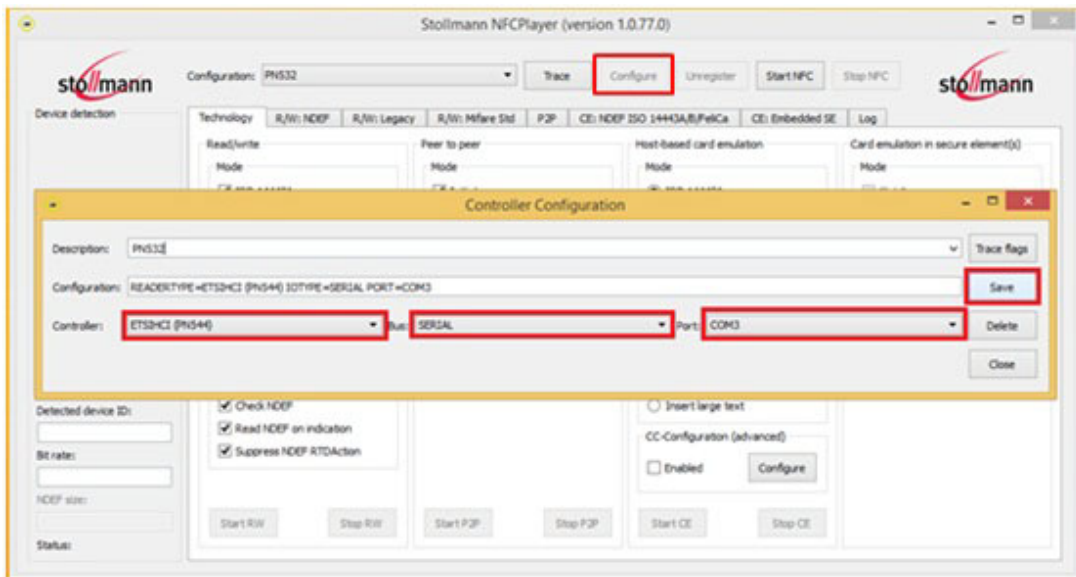 Stollmann NFCPlayer (version 1.0.77.0)
stollmann
Configuration: PN532 Trace Configure Unregister Start NFC Stop NFC
stollmann
Device detection
Technology R/W: NDEF R/W: Legacy R/W: Mifare Std P2P CE: NDEF ISO 14443A/B/FeliCa CE: Embedded SE Log
Read/write Peer to peer Host-based card emulation Card emulation in secure element(s)
Mode Mode Mode Mode
Controller Configuration
Description: PN532 Trace flags
Configuration: READERTYPE=ETSIHCI (PN544) IOTYPE=SERIAL PORT=COM3 Save
Controller: ETSIHCI (PN544) Bus: SERIAL Port: COM3 Delete
Close
Detected device ID: Check NDEF Insert large text
Read NDEF on indication CC-Configuration (advanced)
Bit rate: Suppress NDEF RTDAction
Enabled Configure
NDEF size:
Start RW Stop RW Start P2P Stop P2P Start CE Stop CE
Status: